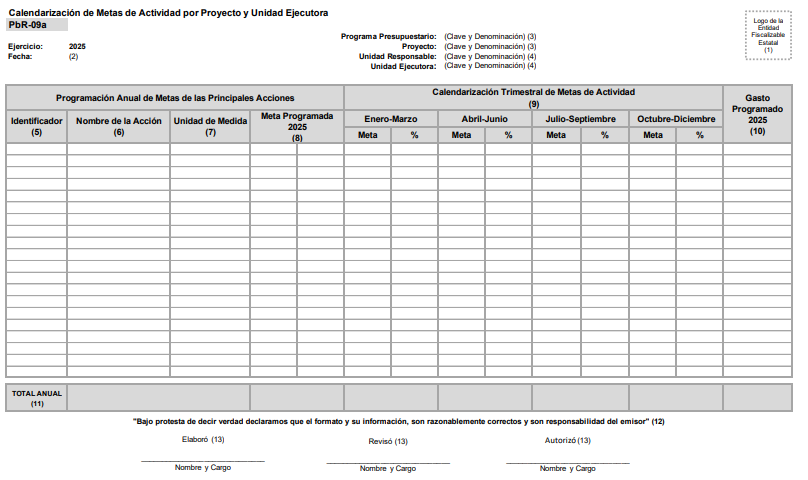 Calendarización de Metas de Actividad por Proyecto y Unidad Ejecutora
PbR-09a
Ejercicio: 2025
Fecha: (2)
Programa Presupuestario: (Clave y Denominación) (3)
Proyecto: (Clave y Denominación) (3)
Unidad Responsable: (Clave y Denominación) (4)
Unidad Ejecutora: (Clave y Denominación) (4)
Logo de la
Entidad
Fiscalizable
Estatal
(1)
Programación Anual de Metas de las Principales Acciones
Calendarización Trimestral de Metas de Actividad
(9)
Gasto
Programado
2025
(10)
Identificador
(5)
Nombre de la Acción
(6)
Unidad de Medida
(7)
Meta Programada
2025
(8)
Enero-Marzo Abril-Junio Julio-Septiembre Octubre-Diciembre
Meta % Meta % Meta % Meta %
TOTAL ANUAL
(11)
"Bajo protesta de decir verdad declaramos que el formato y su información, son razonablemente correctos y son responsabilidad del emisor" (12)
Elaboró (13) Revisó (13) Autorizó (13)
Nombre y Cargo Nombre y Cargo Nombre y Cargo